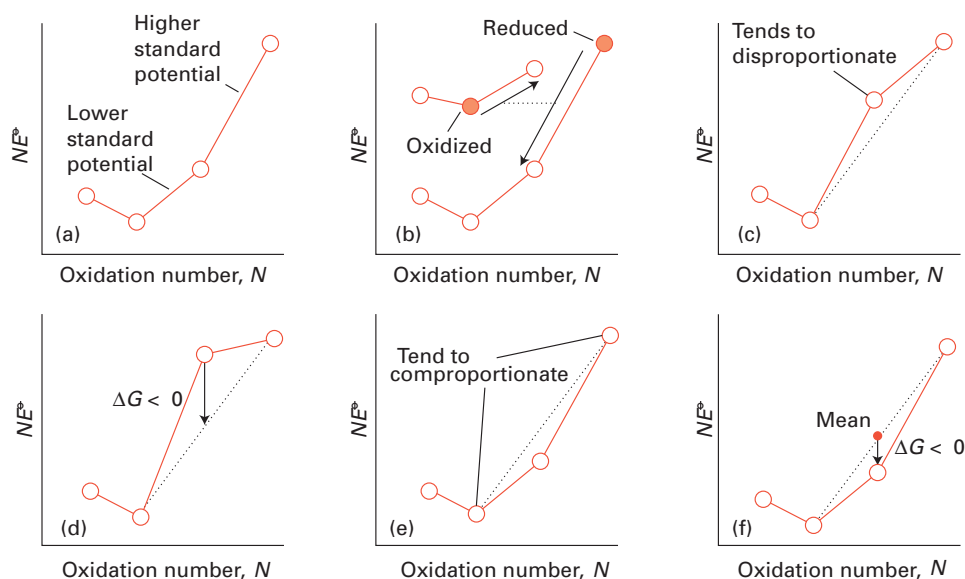 Higher
standard
potential
Lower
standard
potential
NE⦵
(a)
Oxidation number, N
Reduced
Oxidized
NE⦵
(b)
Oxidation number, N
Tends to
disproportionate
NE⦵
(c)
Oxidation number, N
ΔG < 0
NE⦵
(d)
Oxidation number, N
Tend to
comproportionate
NE⦵
(e)
Oxidation number, N
Mean
ΔG < 0
NE⦵
(f)
Oxidation number, N